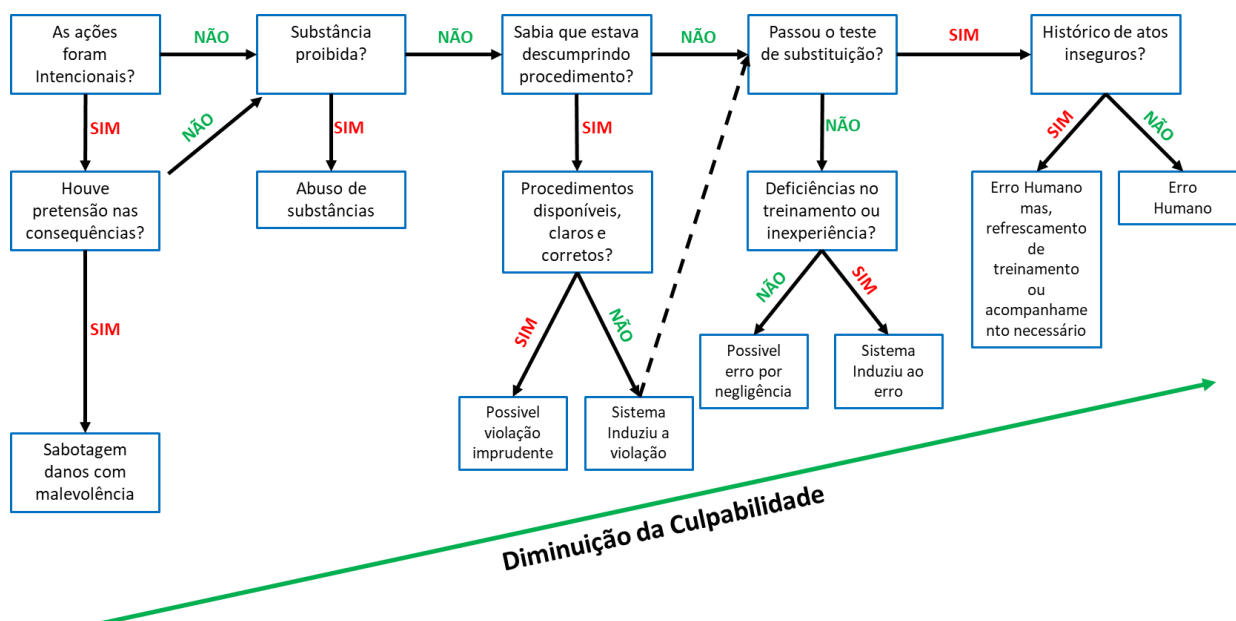 As ações
foram
Intencionais?
NÃO
Substância
proibida?
NÃO
Sabia que estava
descumprindo
procedimento?
NÃO
Passou o teste
de substituição?
SIM
Histórico de atos
inseguros?
SIM
NÃO
SIM
SIM
NÃO
SIM
NÃO
Houve
pretensão nas
consequências?
Abuso de
substâncias
Procedimentos
disponíveis,
claros e
corretos?
Deficiências no
treinamento ou
inexperiência?
Erro Humano
mas,
refrescamento
de
treinamento
ou
acompanhame
nto necessário
Erro
Humano
SIM
SIM
NÃO
NÃO
SIM
Possivel
erro por
negligência
Sistema
Induziu ao
erro
Possivel
violação
imprudente
Sistema
Induziu a
violação
Sabotagem
danos com
malevolência
Diminuição da Culpabilidade